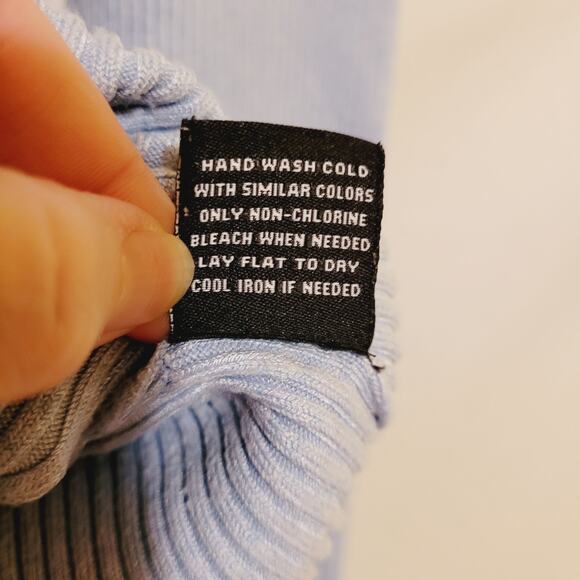 HAND WASH COLD
WITH SIMILAR COLORS
ONLY NON-CHLORINE
BLEACH WHEN NEEDED
LAY FLAT TO DRY
COOL IRON IF NEEDED